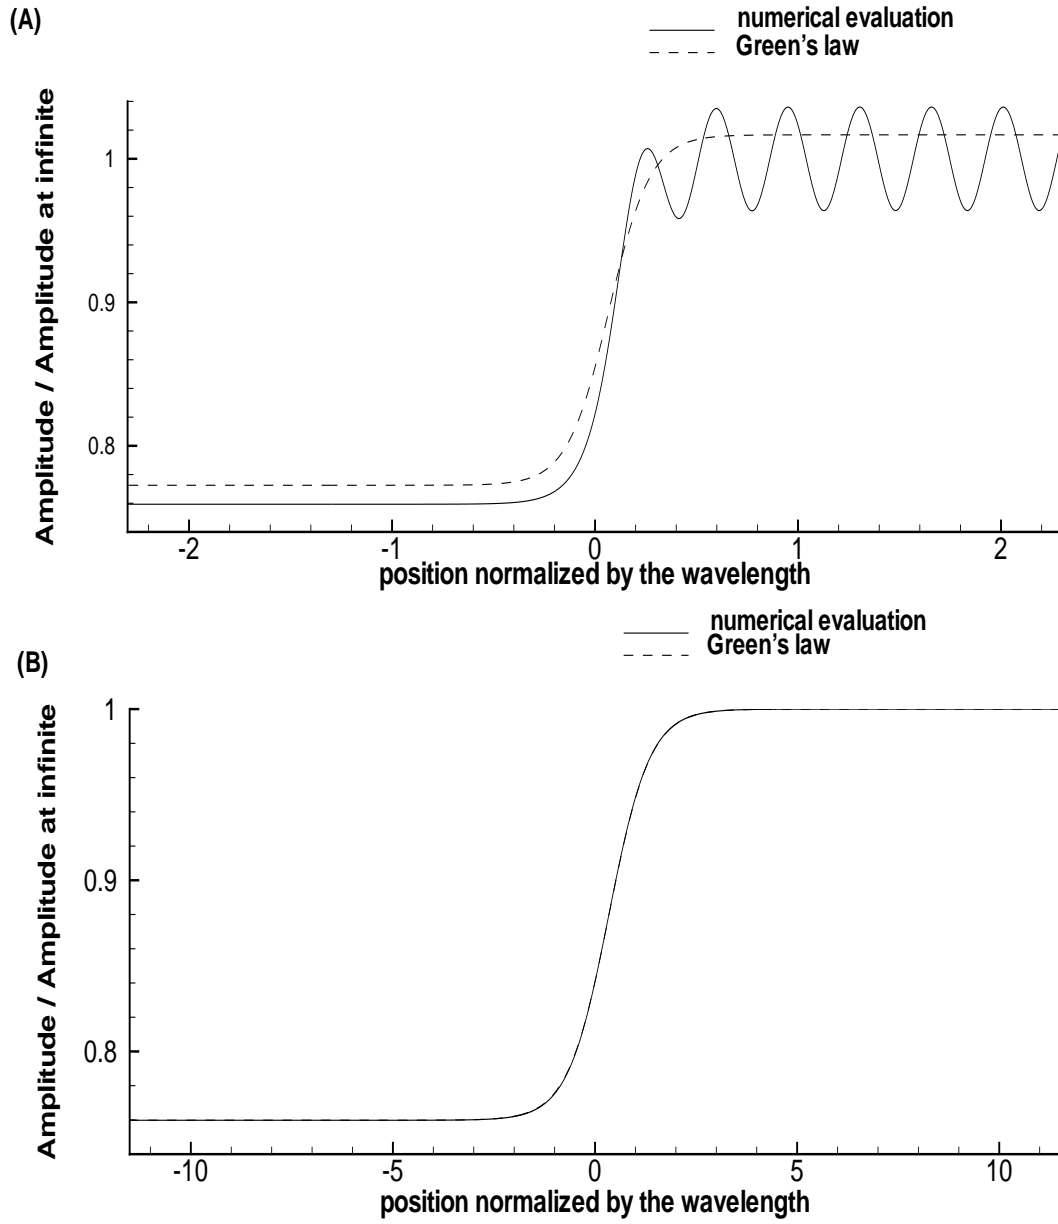 (A)
numerical evaluation
Green's law
Amplitude / Amplitude at infinite
1
0.9
0.8
-2 -1 0 1 2
position normalized by the wavelength
(B)
numerical evaluation
Green's law
Amplitude / Amplitude at infinite
1
0.9
0.8
-10 -5 0 5 10
position normalized by the wavelength